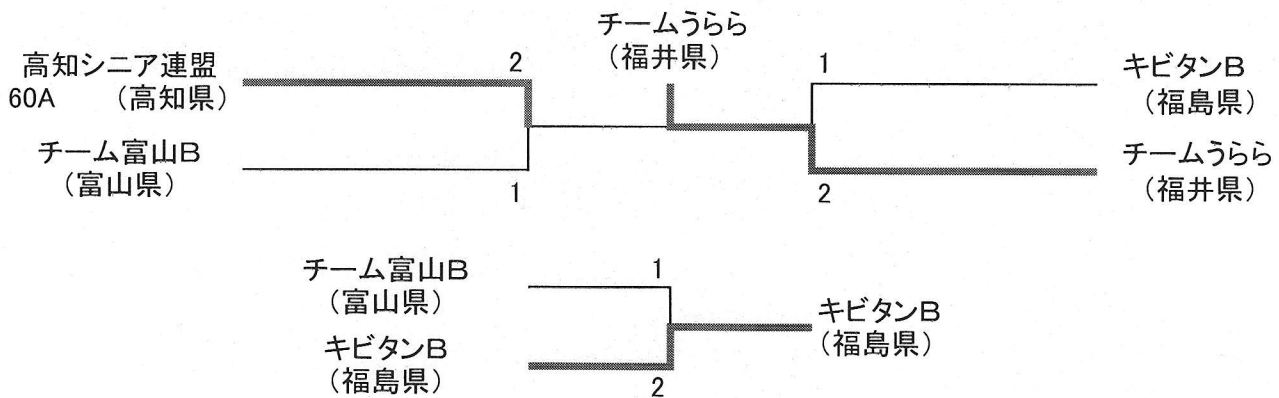 チームうらら
（福井県）
高知シニア連盟
60A （高知県）
2
1
キビタンB
（福島県）
チーム富山B
（富山県）
1
2
チームうらら
（福井県）
チーム富山B
（富山県）
1
キビタンB
（福島県）
キビタンB
（福島県）
2